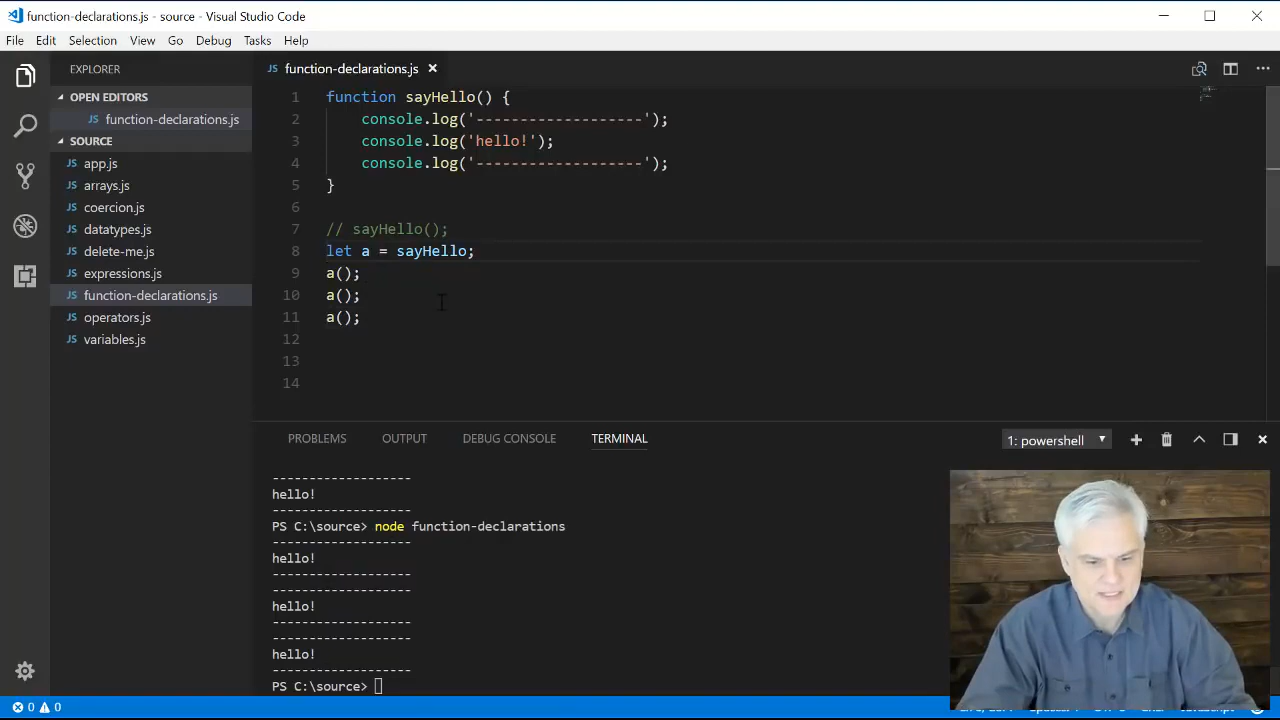 function-declarations.js - source - Visual Studio Code
File Edit Selection View Go Debug Tasks Help
EXPLORER
JS function-declarations.js
OPEN EDITORS
JS function-declarations.js
SOURCE
JS app.js
JS arrays.js
JS coercion.js
JS datatypes.js
JS delete-me.js
JS expressions.js
JS function-declarations.js
JS operators.js
JS variables.js
1 function sayHello() {
2 console.log('-------------------');
3 console.log('hello!');
4 console.log('-------------------');
5 }
6
7 // sayHello();
8 let a = sayHello;
9 a();
10 a();
11 a();
12
13
14
PROBLEMS OUTPUT DEBUG CONSOLE TERMINAL 1: powershell
-------------------
hello!
-------------------
PS C:\source> node function-declarations
-------------------
hello!
-------------------
-------------------
hello!
-------------------
-------------------
hello!
-------------------
PS C:\source>
0 0